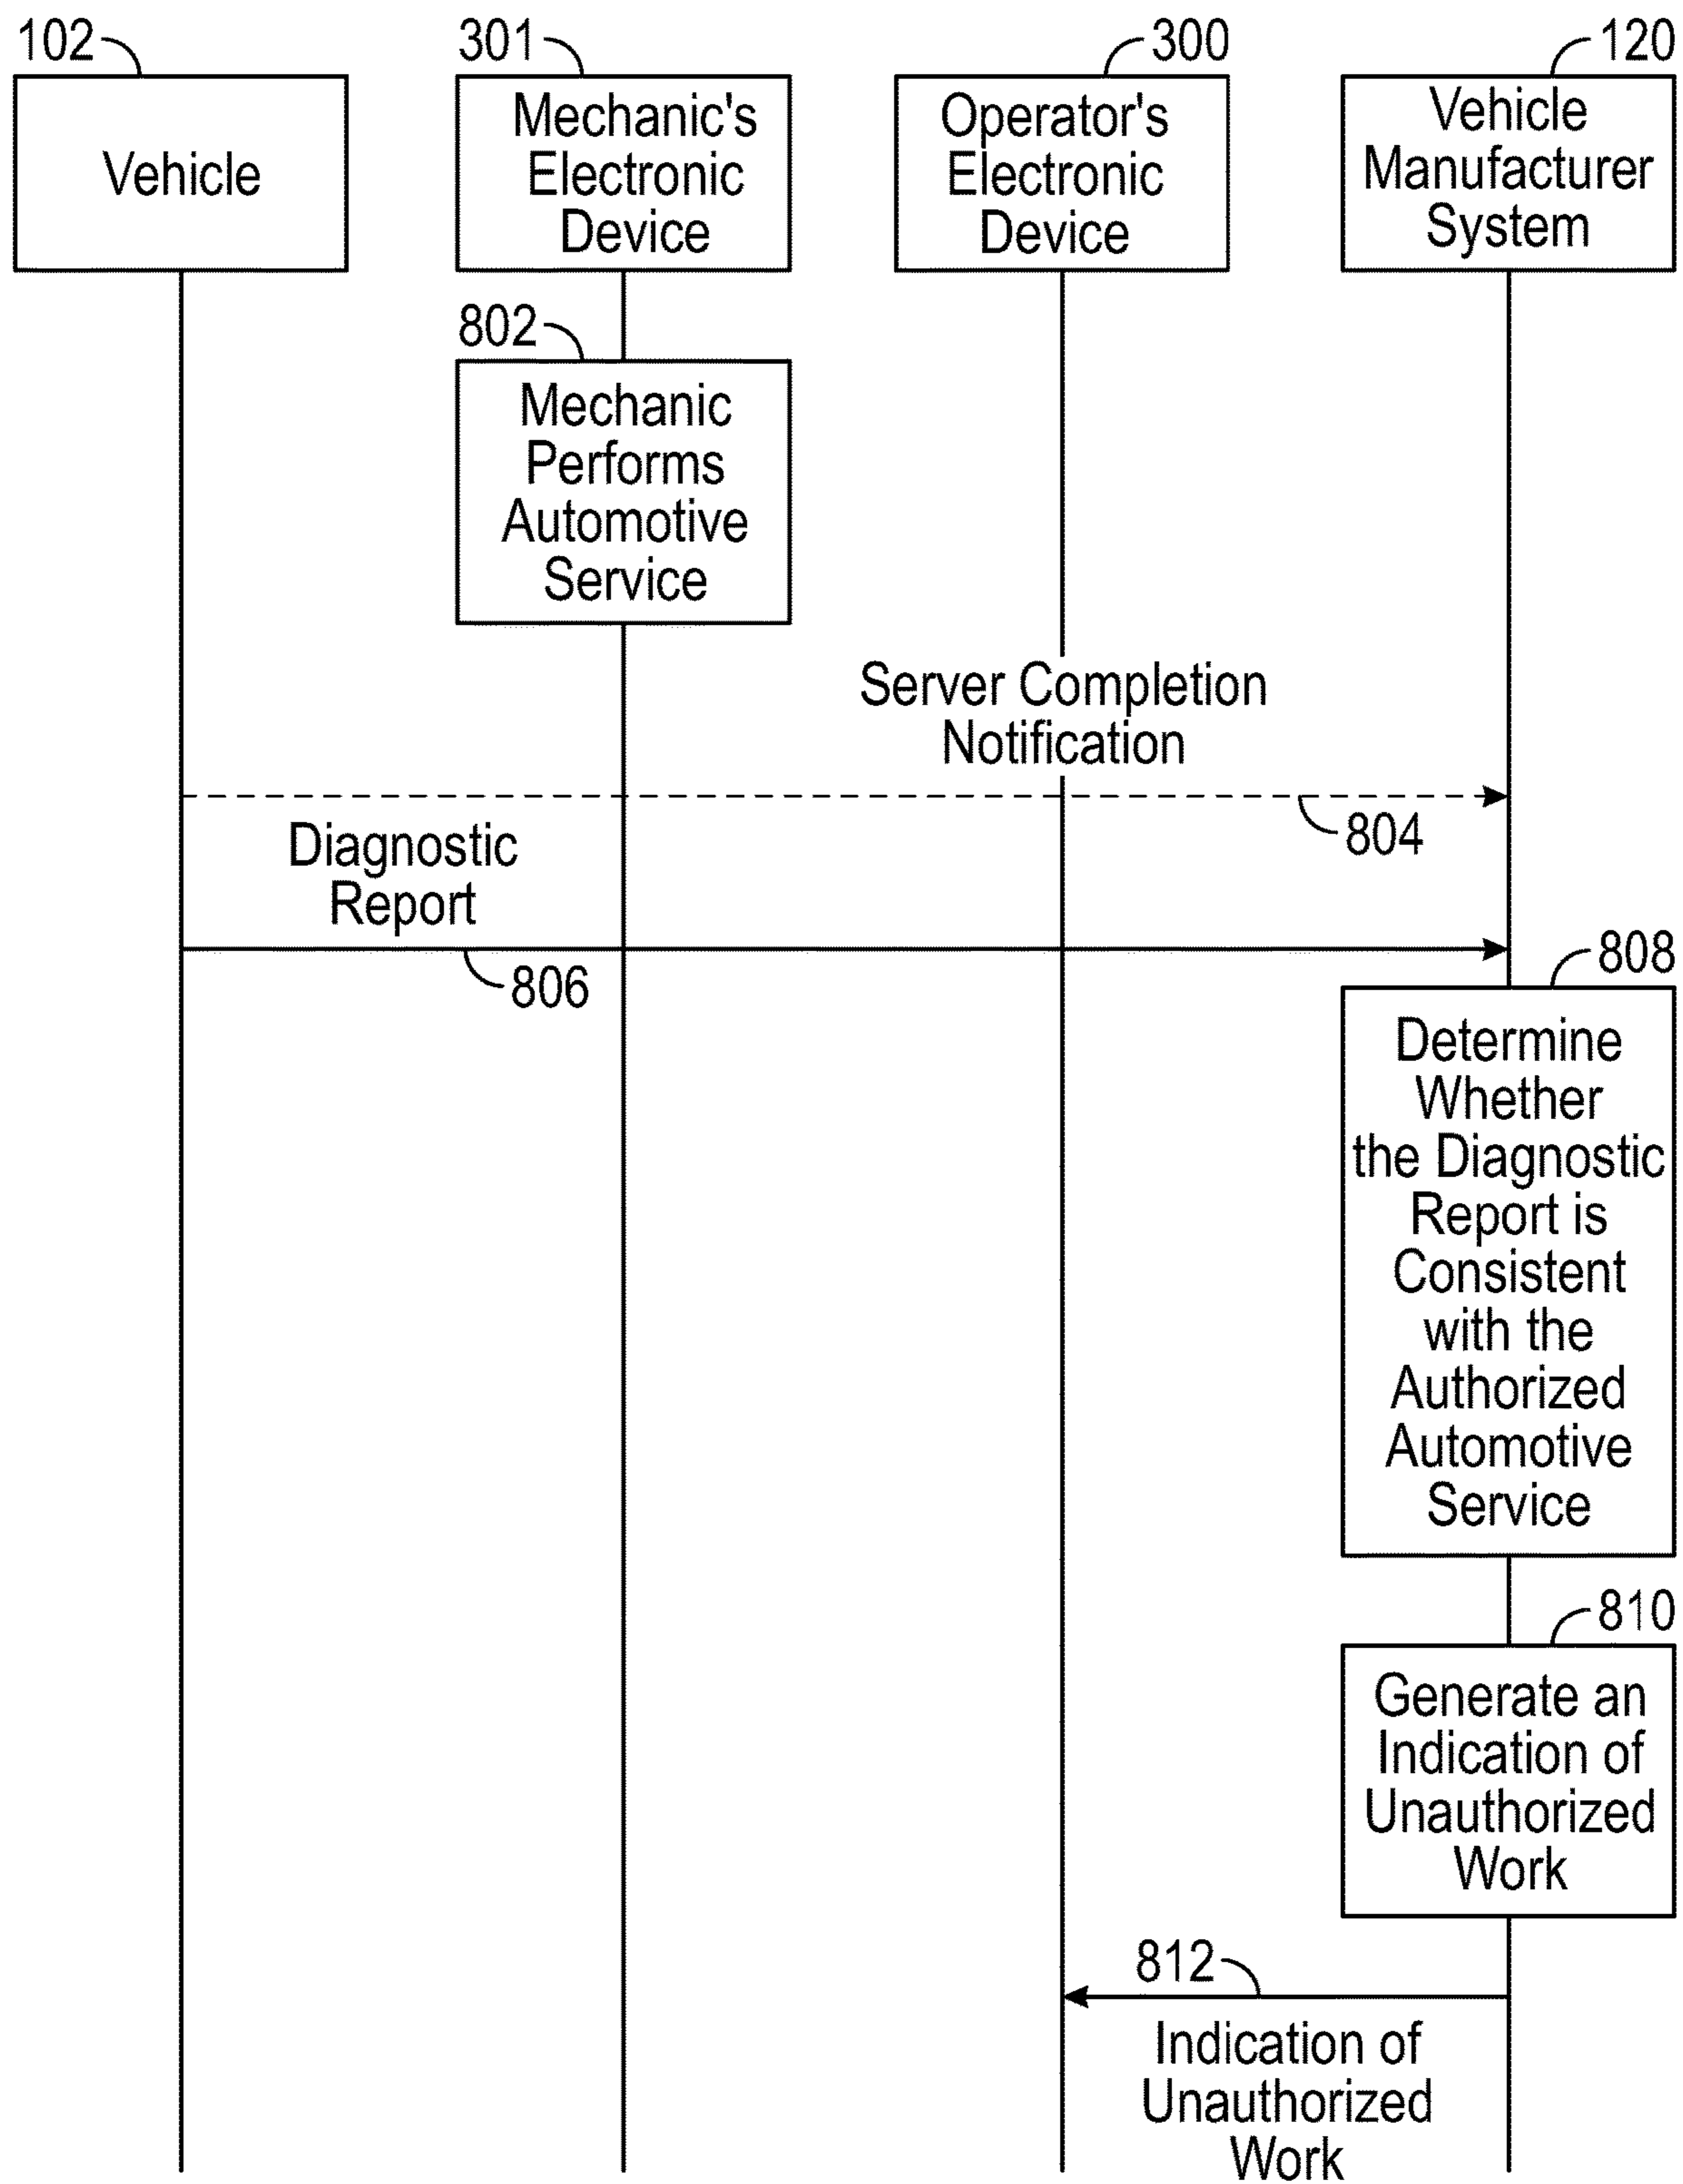 102
301
300
120
Vehicle
Mechanic's
Electronic
Device
Operator's
Electronic
Device
Vehicle
Manufacturer
System
802
Mechanic
Performs
Automotive
Service
Server Completion
Notification
804
Diagnostic
Report
806
808
Determine
Whether
the Diagnostic
Report is
Consistent
with the
Authorized
Automotive
Service
810
Generate an
Indication of
Unauthorized
Work
812
Indication of
Unauthorized
Work